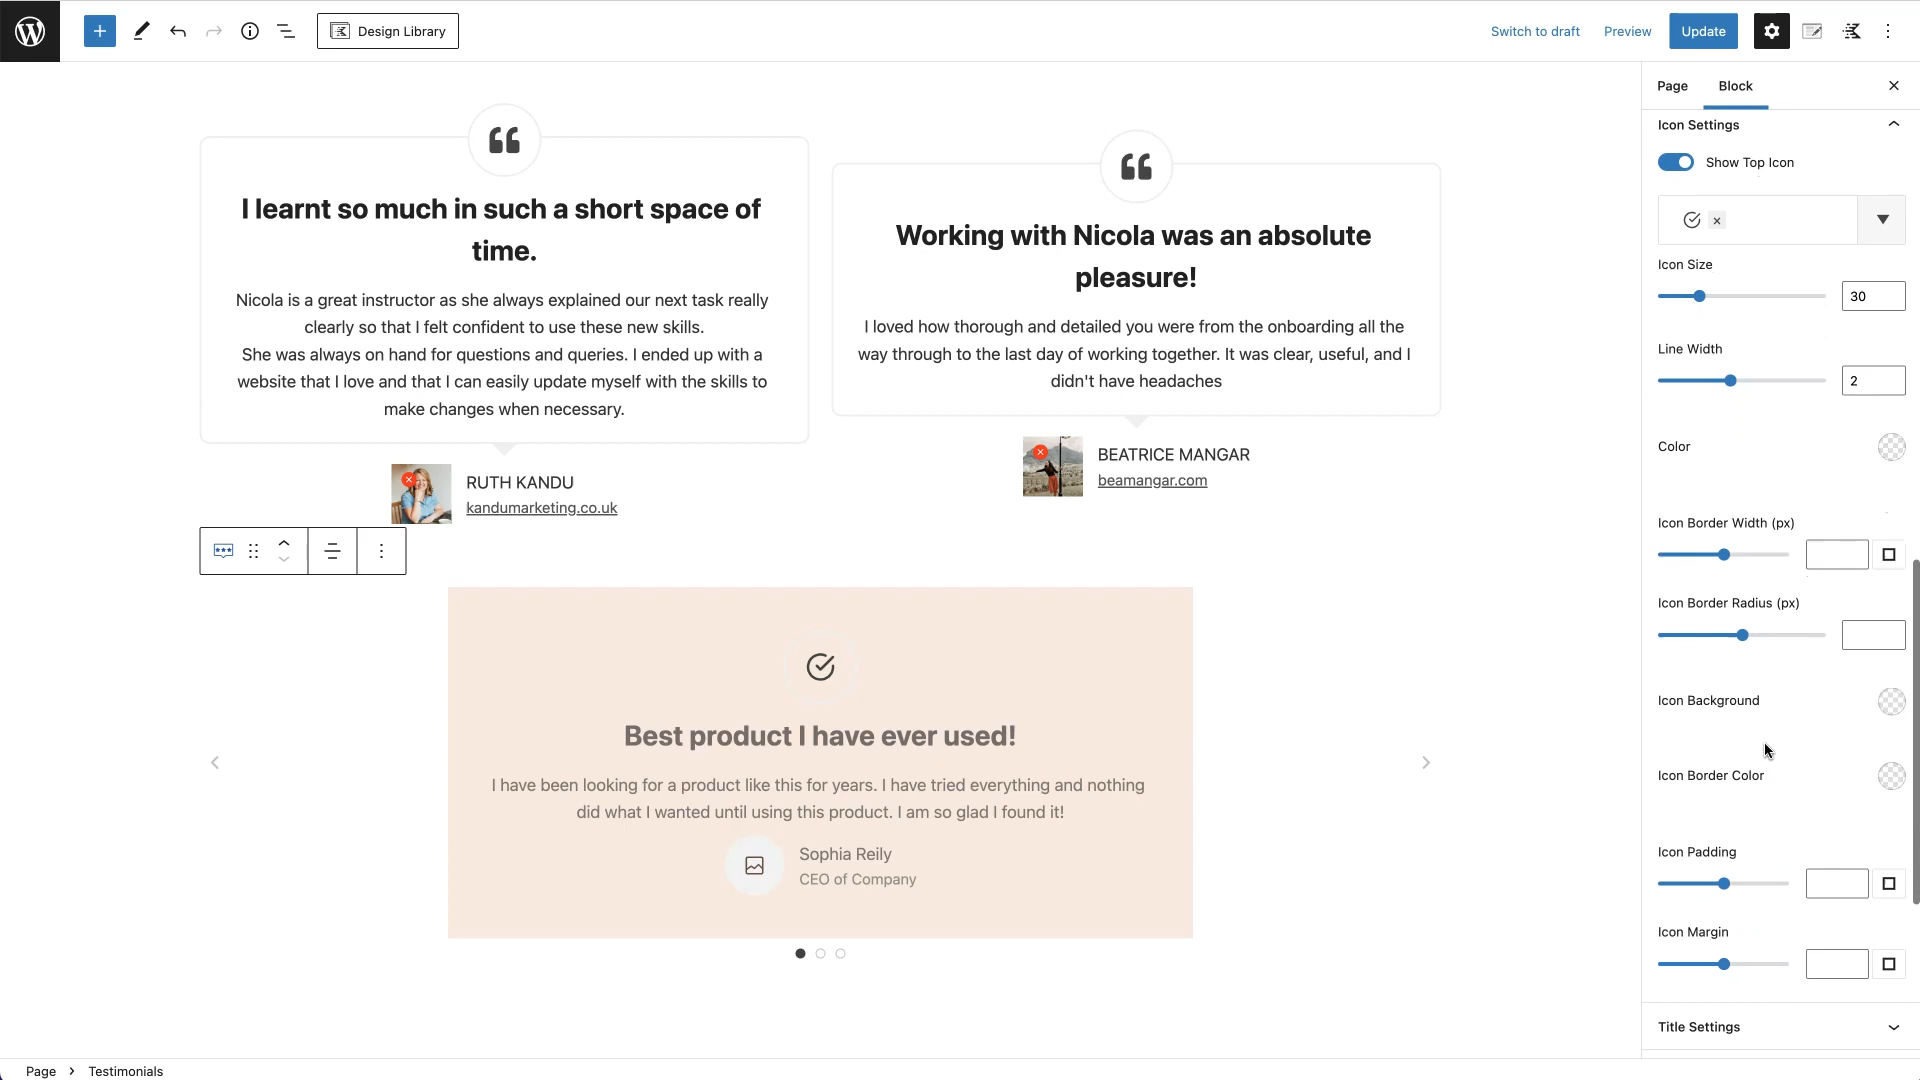 Design Library
Switch to draft
Preview
Update
I learnt so much in such a short space of
time.
Nicola is a great instructor as she always explained our next task really
clearly so that I felt confident to use these new skills.
She was always on hand for questions and queries. I ended up with a
website that I love and that I can easily update myself with the skills to
make changes when necessary.
RUTH KANDU
kandumarketing.co.uk
Working with Nicola was an absolute
pleasure!
I loved how thorough and detailed you were from the onboarding all the
way through to the last day of working together. It was clear, useful, and I
didn't have headaches
BEATRICE MANGAR
beamangar.com
Best product I have ever used!
I have been looking for a product like this for years. I have tried everything and nothing
did what I wanted until using this product. I am so glad I found it!
Sophia Reily
CEO of Company
Page
Block
Icon Settings
Show Top Icon
Icon Size
30
Line Width
2
Color
Icon Border Width (px)
Icon Border Radius (px)
Icon Background
Icon Border Color
Icon Padding
Icon Margin
Title Settings
Page
Testimonials